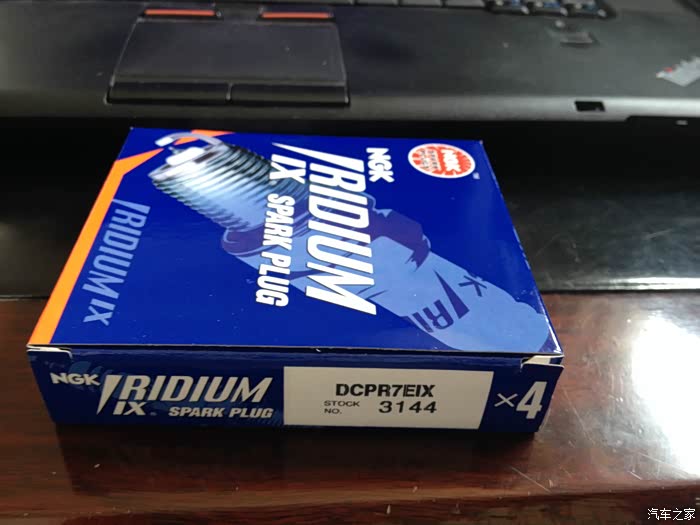 NGK
IRIDIUM
IX SPARK PLUG
NGK
IRIDIUM IX
NGK IRIDIUM
IX® SPARK PLUG
DCPR7EIX
STOCK NO. 3144
×4
汽车之家